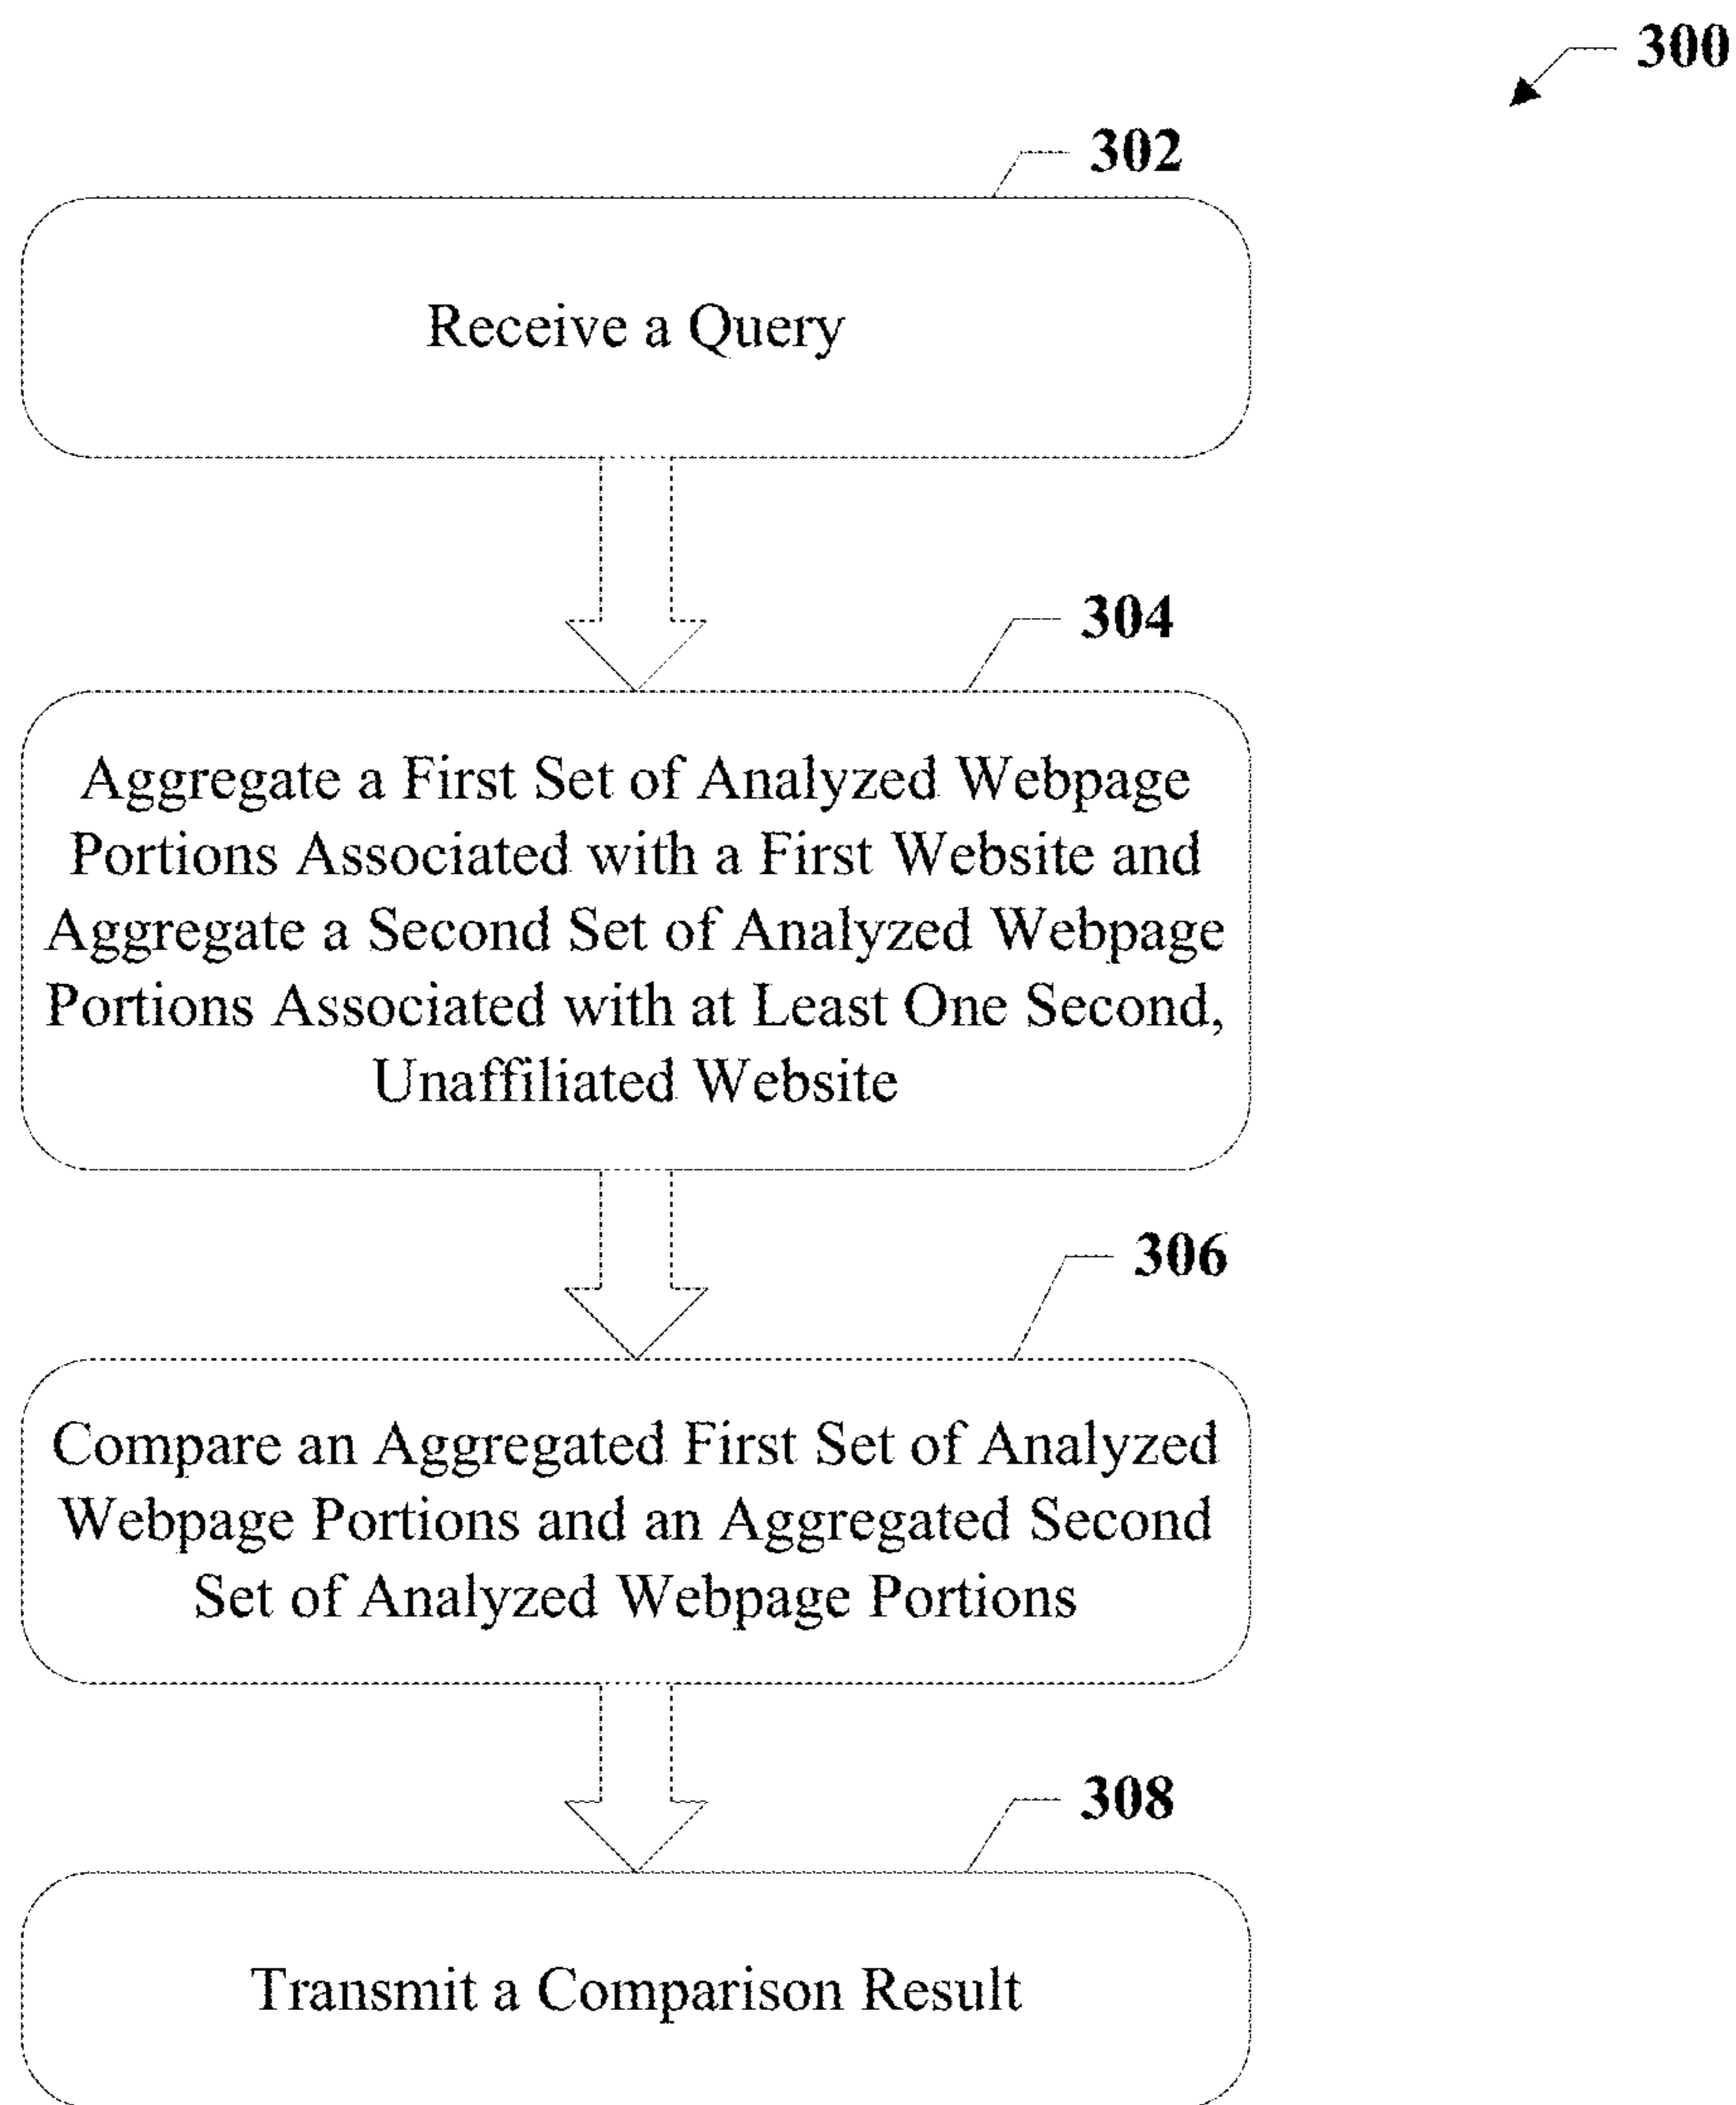 300
302
Receive a Query
304
Aggregate a First Set of Analyzed Webpage
Portions Associated with a First Website and
Aggregate a Second Set of Analyzed Webpage
Portions Associated with at Least One Second,
Unaffiliated Website
306
Compare an Aggregated First Set of Analyzed
Webpage Portions and an Aggregated Second
Set of Analyzed Webpage Portions
308
Transmit a Comparison Result